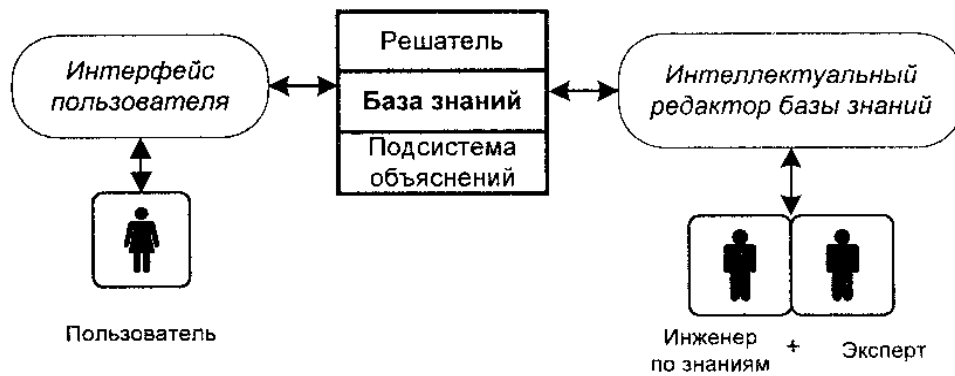 Интерфейс
пользователя
Решатель
База знаний
Подсистема
объяснений
Интеллектуальный
редактор базы знаний
Пользователь
Инженер
по знаниям
+
Эксперт